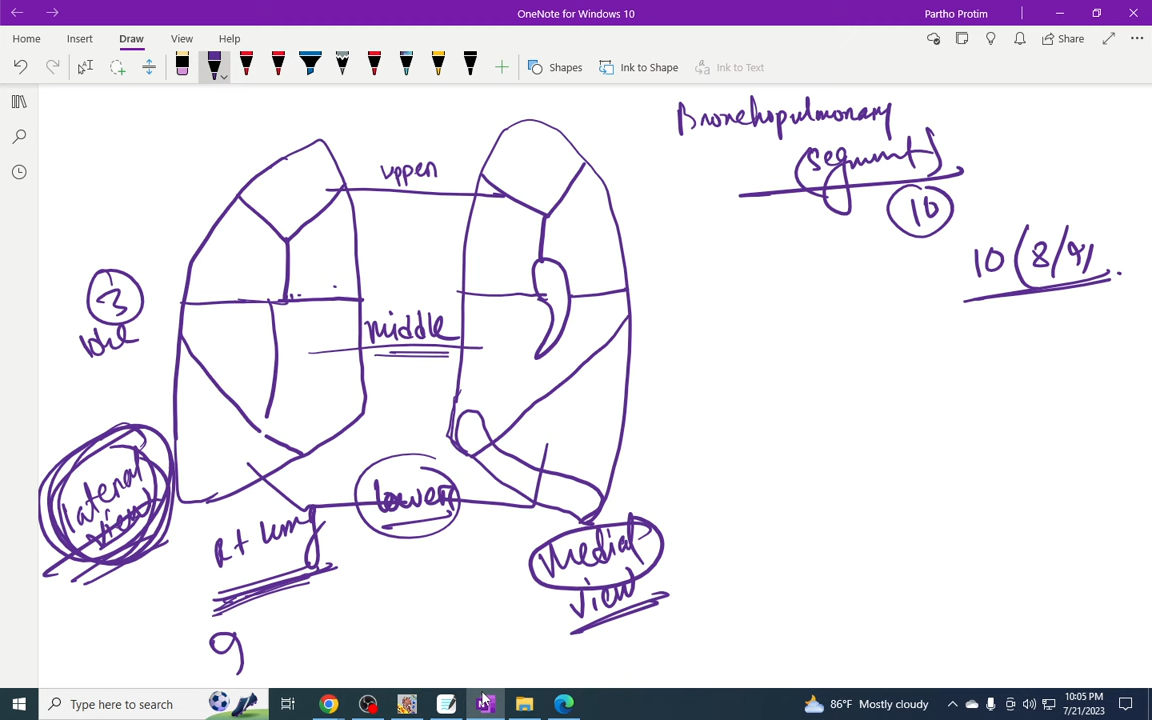 OneNote for Windows 10
Partho Protim
Home Insert Draw View Help
Share
Shapes
Ink to Shape
Ink to Text
Bronchopulmonary
(segment)
10
10 (8/9)
upper
3
lobe
middle
lateral
view
lower
Rt lung
medial
view
9
Type here to search
86°F Mostly cloudy
10:05 PM
7/21/2023